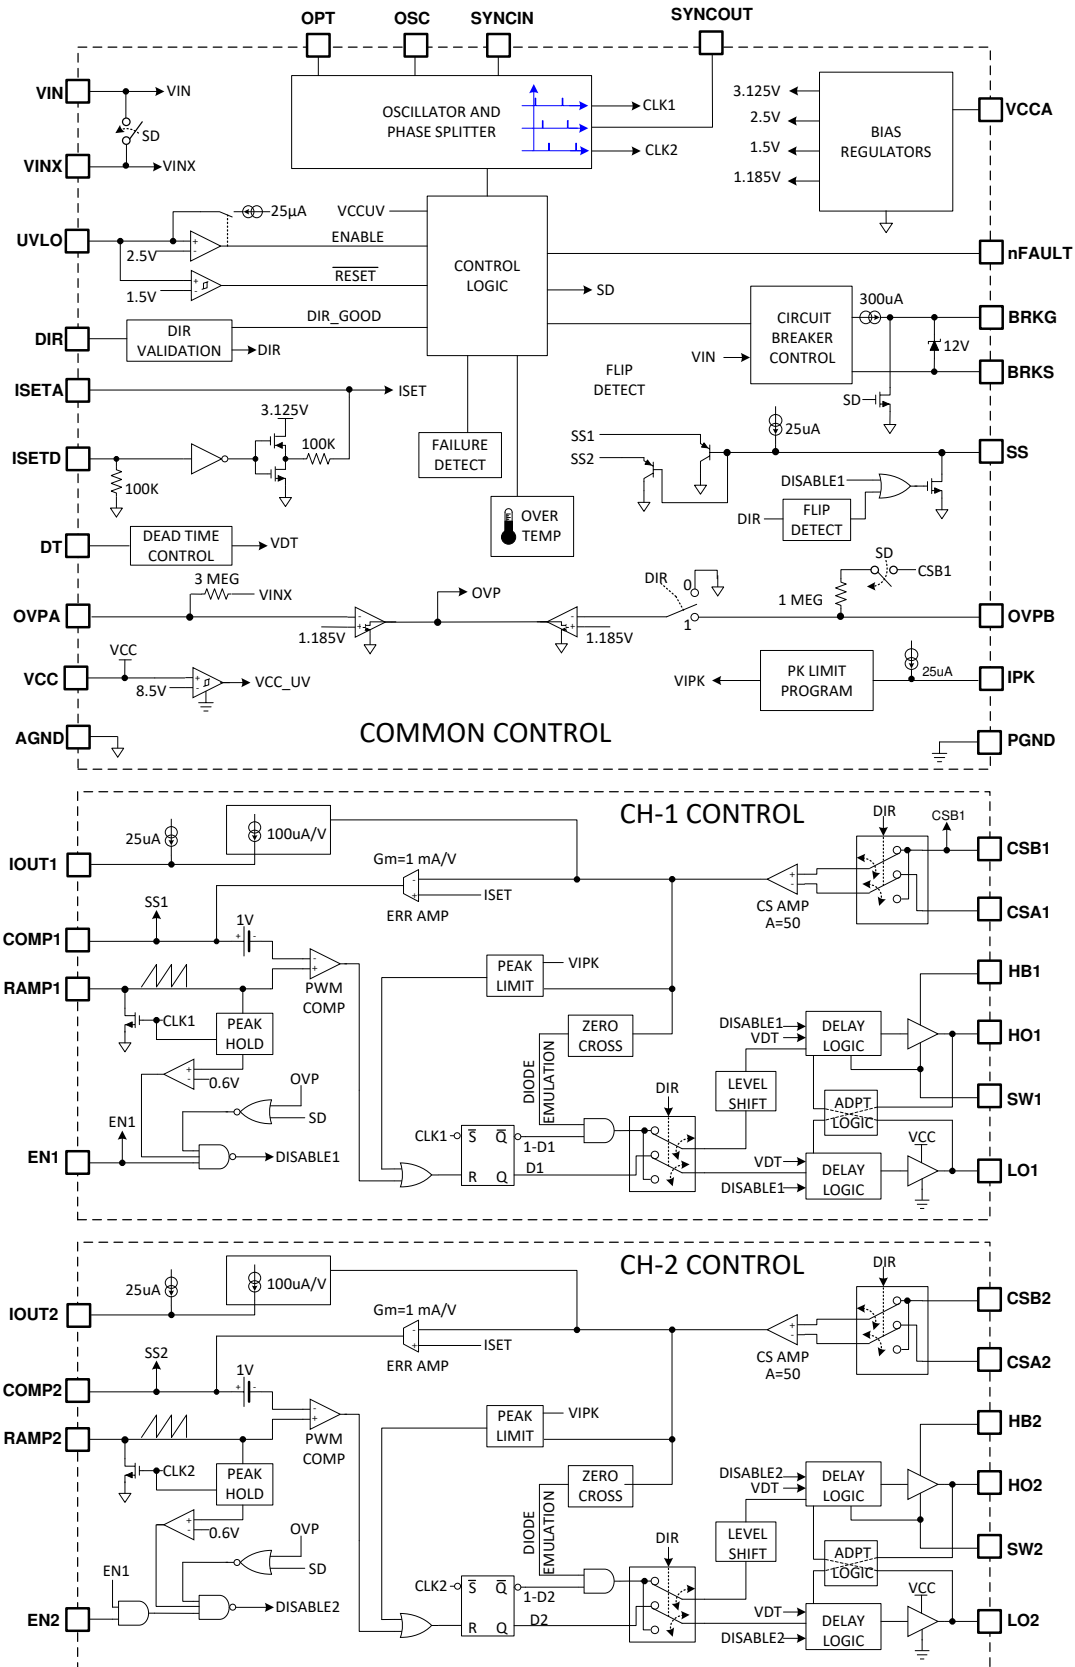 OPT
OSC
SYNCIN
SYNCOUT
VIN
VIN
SD
VINX
VINX
OSCILLATOR AND
PHASE SPLITTER
CLK1
CLK2
3.125V
2.5V
1.5V
1.185V
BIAS
REGULATORS
VCCA
25µA
VCCUV
UVLO
ENABLE
+
-
2.5V
RESET
+
-
1.5V
CONTROL
LOGIC
nFAULT
SD
300uA
DIR_GOOD
DIR
DIR
VALIDATION
DIR
CIRCUIT
BREAKER
CONTROL
VIN
BRKG
12V
BRKS
SD
ISETA
ISET
FLIP
DETECT
3.125V
ISETD
100K
100K
FAILURE
DETECT
SS1
SS2
25uA
SS
DISABLE1
DIR
FLIP
DETECT
OVER
TEMP
DT
DEAD TIME
CONTROL
VDT
3 MEG
VINX
OVPA
-
+
1.185V
OVP
-
+
1.185V
DIR
0
1
SD
CSB1
1 MEG
OVPB
VCC
VCC
+
-
8.5V
VCC_UV
VIPK
PK LIMIT
PROGRAM
25uA
IPK
AGND
COMMON CONTROL
PGND
CH-1 CONTROL
25uA
100uA/V
IOUT1
Gm=1 mA/V
-
+
ISET
ERR AMP
+
-
CS AMP
A=50
DIR
CSB1
CSB1
CSA1
SS1
1V
+
-
COMP1
RAMP1
-
+
PWM
COMP
CLK1
PEAK
HOLD
PEAK
LIMIT
VIPK
ZERO
CROSS
DIODE
EMULATION
+
-
0.6V
OVP
SD
EN1
EN1
DISABLE1
CLK1
S
Q
R
Q
1-D1
D1
DIR
LEVEL
SHIFT
DISABLE1
VDT
DELAY
LOGIC
HB1
HO1
ADPT
LOGIC
SW1
VCC
VDT
DISABLE1
DELAY
LOGIC
LO1
CH-2 CONTROL
25uA
100uA/V
IOUT2
Gm=1 mA/V
-
+
ISET
ERR AMP
+
-
CS AMP
A=50
DIR
CSB2
CSA2
SS2
1V
+
-
COMP2
RAMP2
-
+
PWM
COMP
CLK2
PEAK
HOLD
PEAK
LIMIT
VIPK
ZERO
CROSS
DIODE
EMULATION
+
-
0.6V
OVP
SD
EN1
EN2
DISABLE2
CLK2
S
Q
R
Q
1-D2
D2
DIR
LEVEL
SHIFT
DISABLE2
VDT
DELAY
LOGIC
HB2
HO2
ADPT
LOGIC
SW2
VCC
VDT
DISABLE2
DELAY
LOGIC
LO2